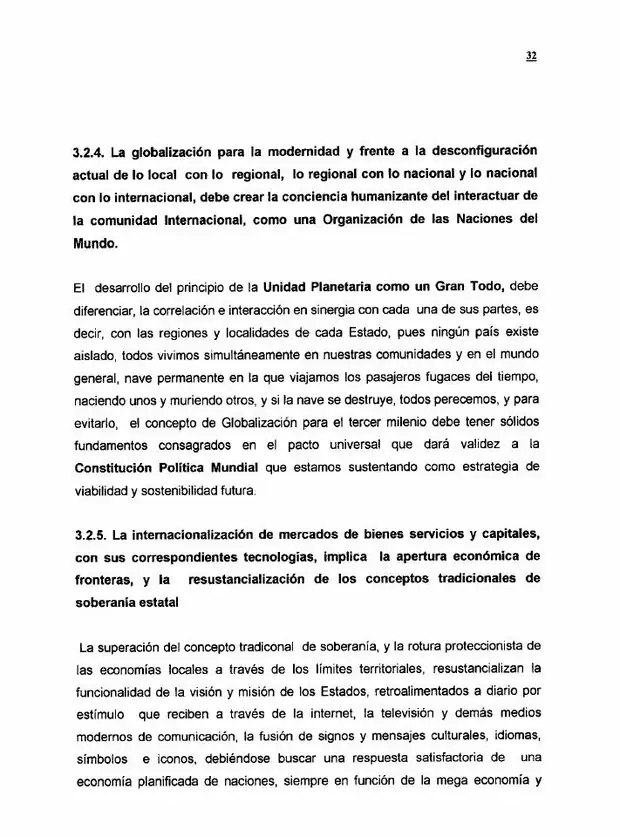 32
3.2.4. La globalización para la modernidad y frente a la desconfiguración
actual de lo local con lo regional, lo regional con lo nacional y lo nacional
con lo internacional, debe crear la conciencia humanizante del interactuar de
la comunidad Internacional, como una Organización de las Naciones del
Mundo.
El desarrollo del principio de la Unidad Planetaria como un Gran Todo, debe
diferenciar, la correlación e interacción en sinergia con cada una de sus partes, es
decir, con las regiones y localidades de cada Estado, pues ningún país existe
aislado, todos vivimos simultáneamente en nuestras comunidades y en el mundo
general, nave permanente en la que viajamos los pasajeros fugaces del tiempo,
naciendo unos y muriendo otros, y si la nave se destruye, todos perecemos, y para
evitarlo, el concepto de Globalización para el tercer milenio debe tener sólidos
fundamentos consagrados en el pacto universal que dará validez a la
Constitución Política Mundial que estamos sustentando como estrategia de
viabilidad y sostenibilidad futura.
3.2.5. La internacionalización de mercados de bienes servicios y capitales,
con sus correspondientes tecnologías, implica la apertura económica de
fronteras, y la resustancialización de los conceptos tradicionales de
soberanía estatal
La superación del concepto tradiconal de soberanía, y la rotura proteccionista de
las economías locales a través de los límites territoriales, resustancializan la
funcionalidad de la visión y misión de los Estados, retroalimentados a diario por
estímulo que reciben a través de la internet, la televisión y demás medios
modernos de comunicación, la fusión de signos y mensajes culturales, idiomas,
símbolos e iconos, debiéndose buscar una respuesta satisfactoria de una
economía planificada de naciones, siempre en función de la mega economía y